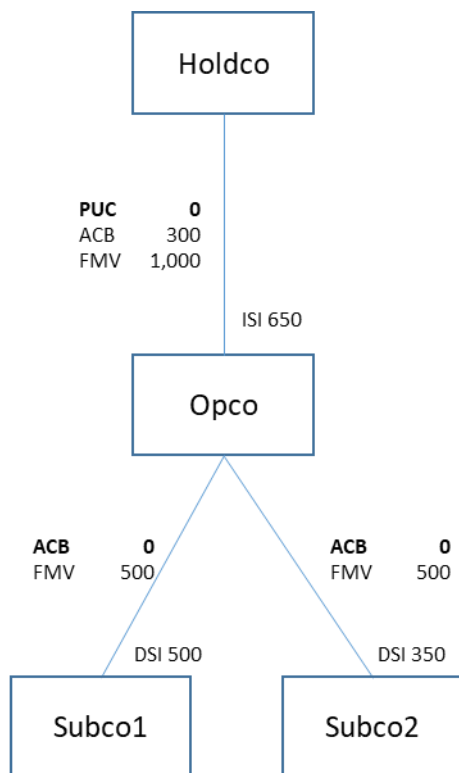 Holdco
PUC 0
ACB 300
FMV 1,000
ISI 650
Opco
ACB 0
FMV 500
ACB 0
FMV 500
DSI 500
DSI 350
Subco1
Subco2